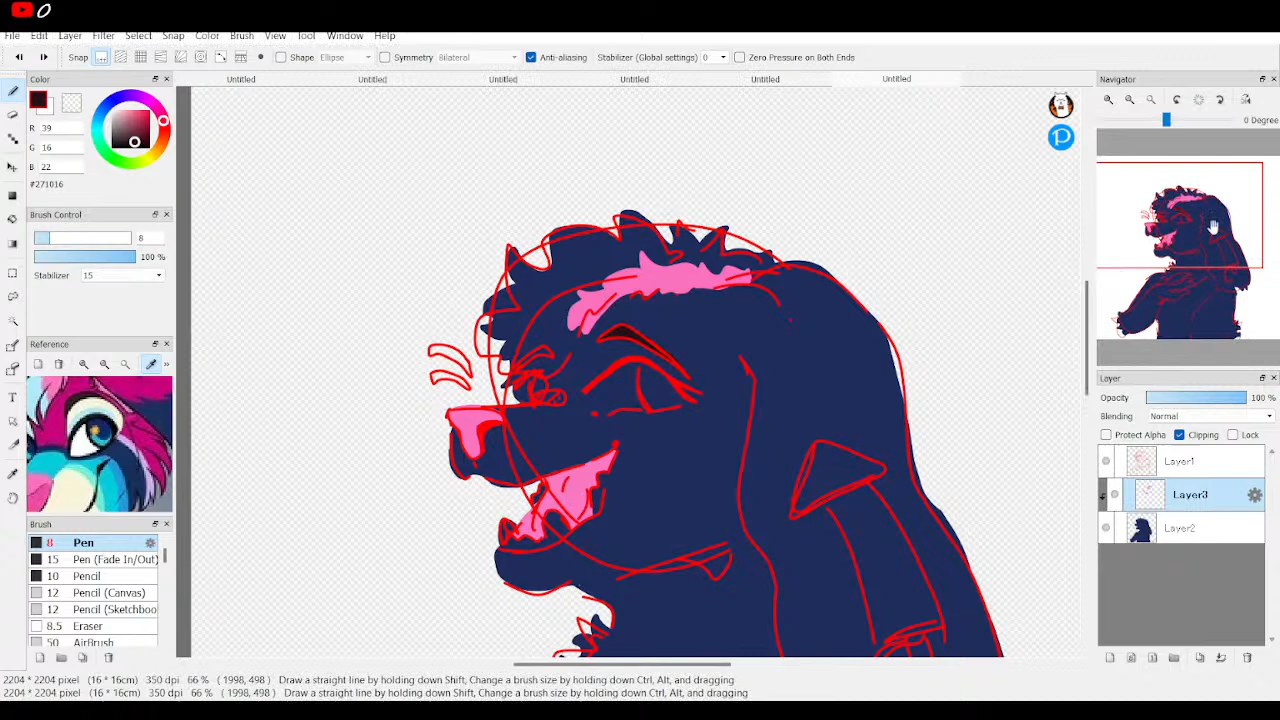 0
File Edit Layer Filter Select Snap Color Brush View Tool Window Help
Snap Shape Ellipse Symmetry Bilateral Anti-aliasing Stabilizer (Global settings) 0 Zero Pressure on Both Ends
Color
Untitled Untitled Untitled Untitled Untitled Untitled
Navigator
R 39
G 16
B 22
#271016
0 Degree
Brush Control
8
100 %
Stabilizer 15
Reference
Layer
Opacity 100 %
Blending Normal
Protect Alpha Clipping Lock
Layer1
Layer3
Layer2
Brush
8 Pen
15 Pen (Fade In/Out)
10 Pencil
12 Pencil (Canvas)
12 Pencil (Sketchboo
8.5 Eraser
50 AirBrush
2204 * 2204 pixel (16 * 16cm) 350 dpi 66 % ( 1998, 498 ) Draw a straight line by holding down Shift, Change a brush size by holding down Ctrl, Alt, and dragging
2204 * 2204 pixel (16 * 16cm) 350 dpi 66 % ( 1998, 498 ) Draw a straight line by holding down Shift, Change a brush size by holding down Ctrl, Alt, and dragging